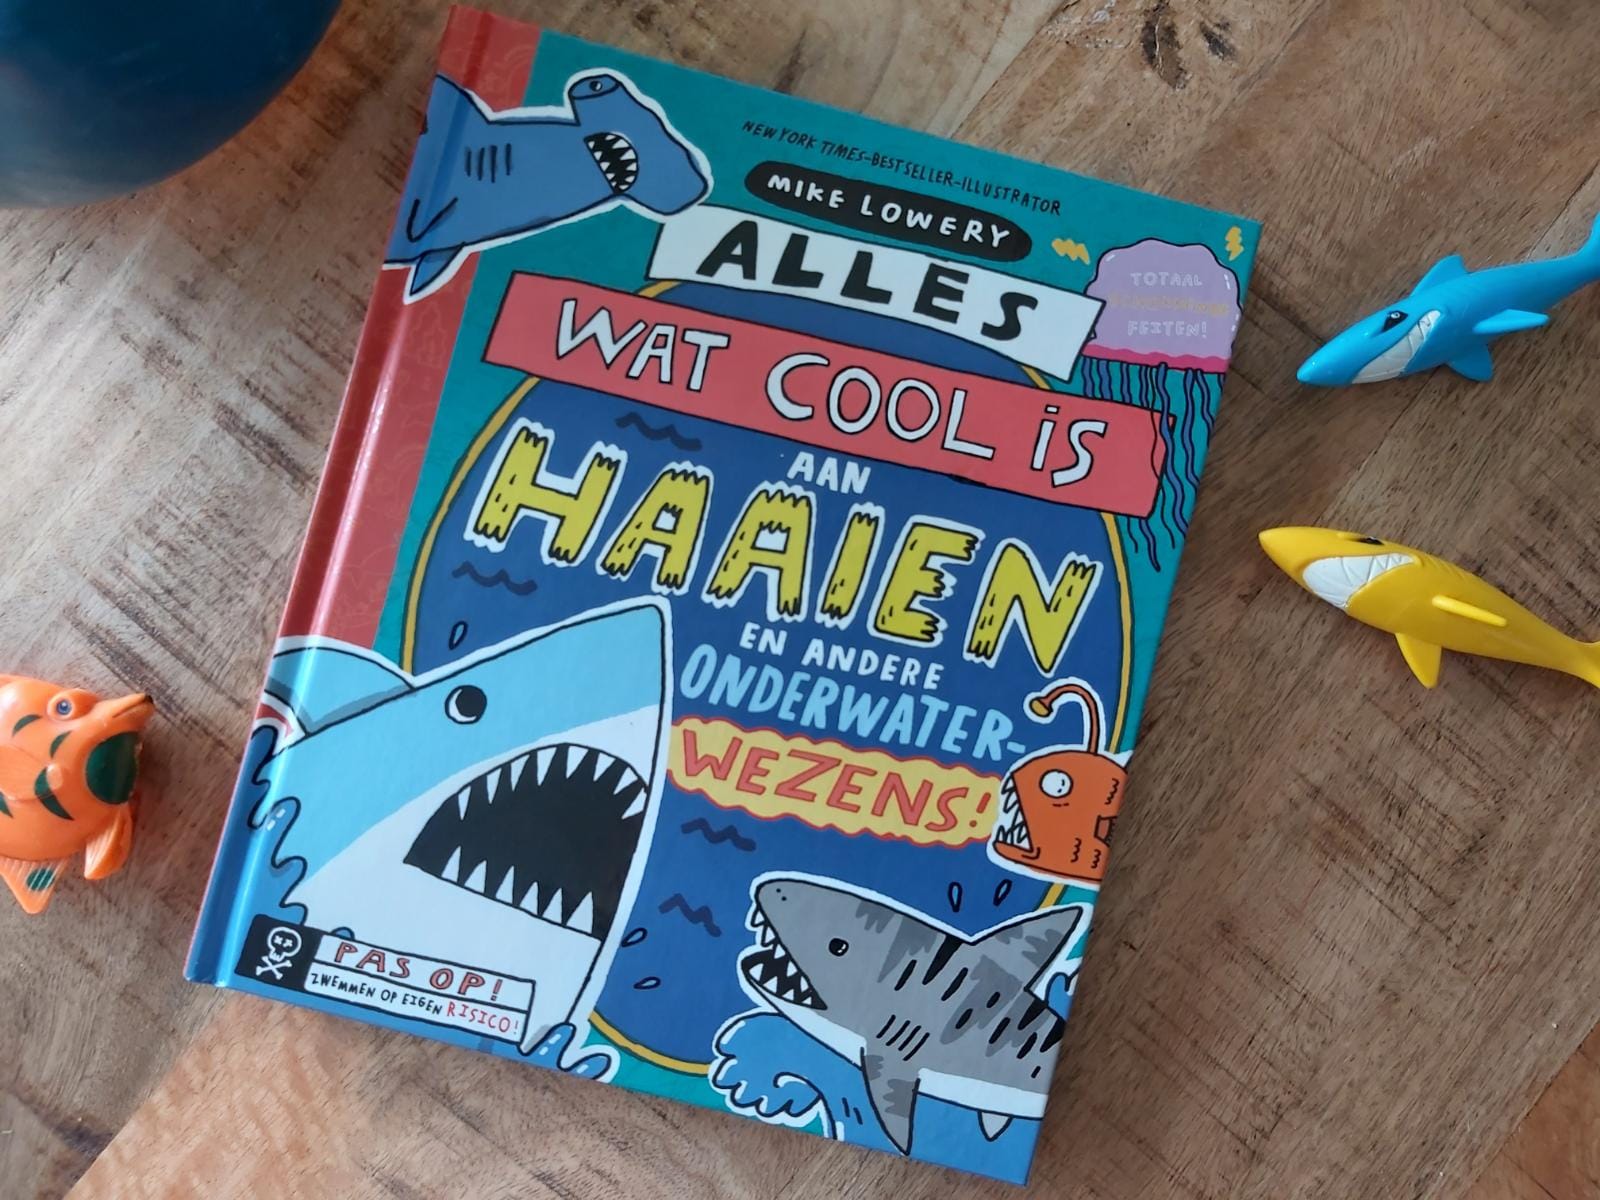 NEW YORK TIMES-BESTSELLER-ILLUSTRATOR
MIKE LOWERY
ALLES
WAT COOL iS
AAN
HAAIEN
EN ANDERE
ONDERWATER-
WEZENS!
TOTAAL
FEITEN!
PAS OP!
ZWEMMEN OP EIGEN RISICO!